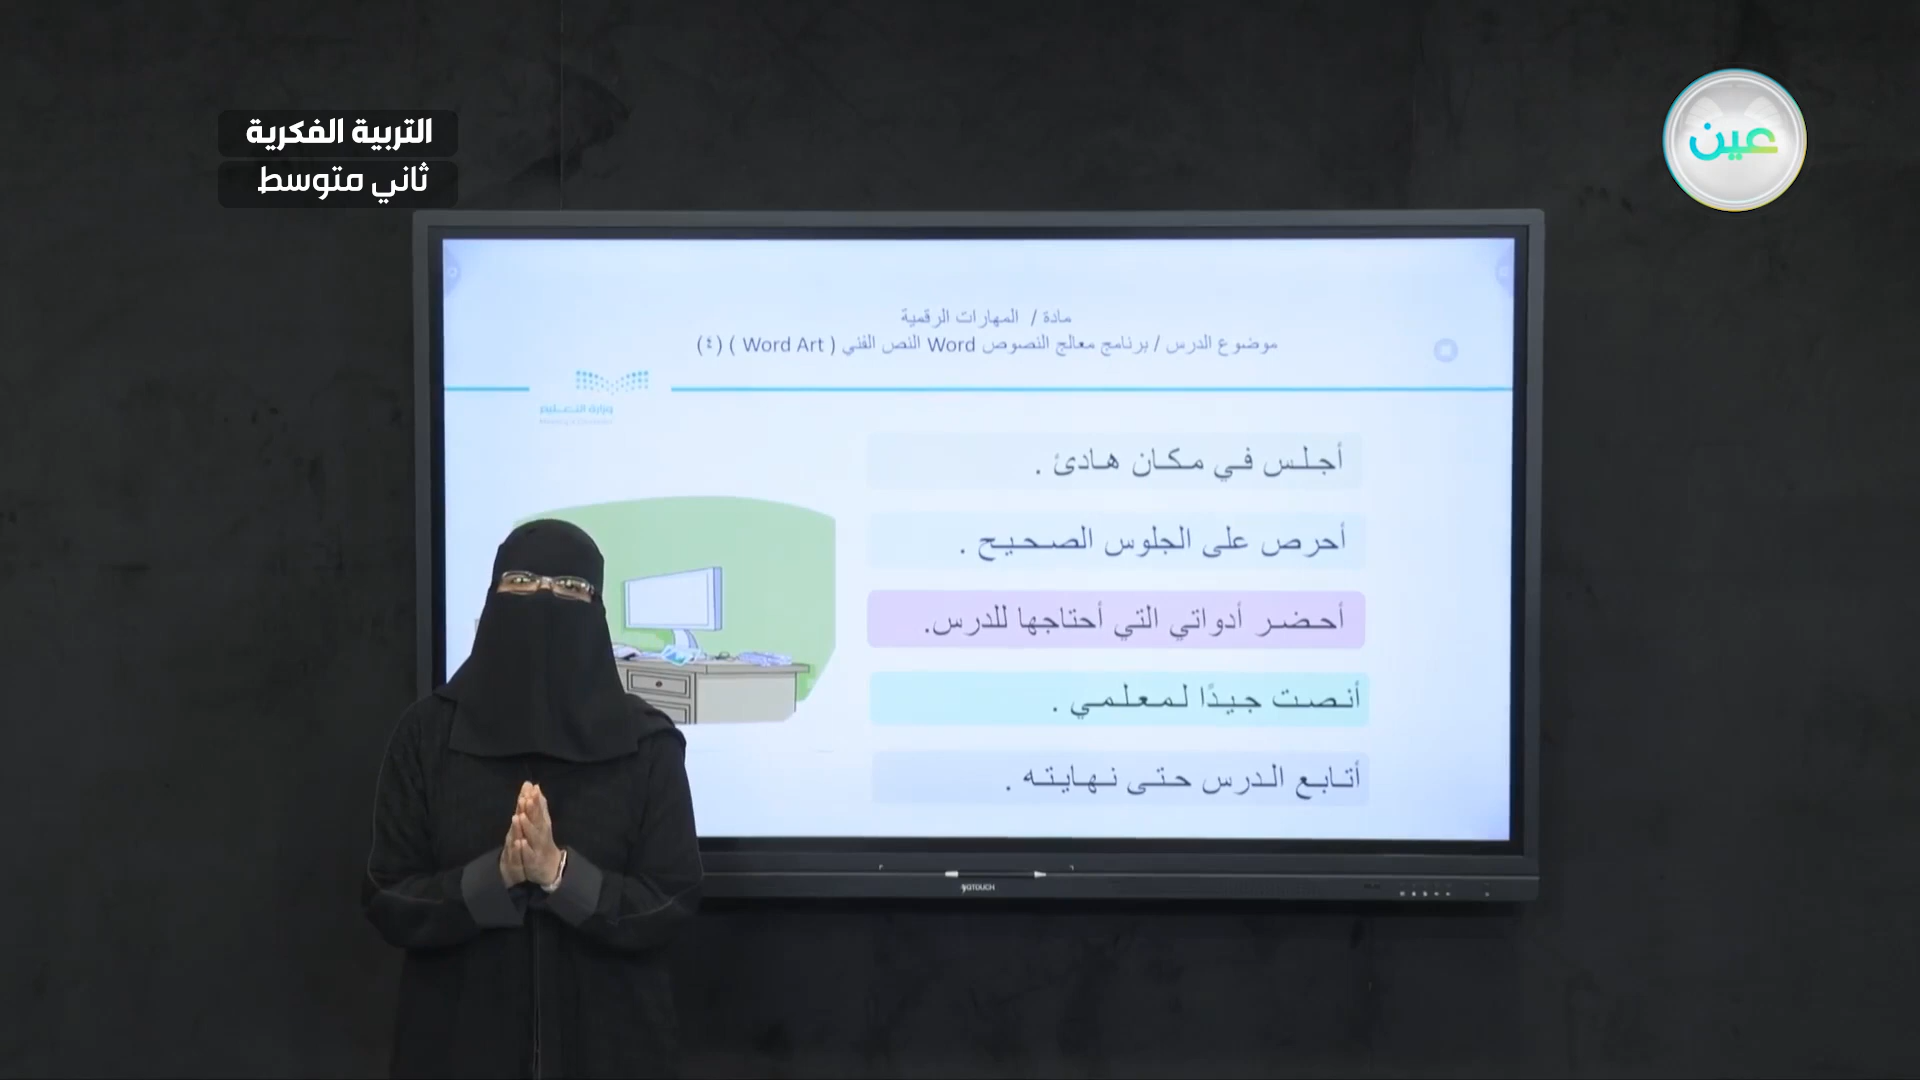 التربية الفكرية
ثاني متوسط
عين
مادة / المهارات الرقمية
موضوع الدرس / برنامج معالج النصوص Word النص الفني ( Word Art ) (٤)
وزارة التعليم
أجلس في مكان هادئ .
أحرص على الجلوس الصحيح .
أحضر أدواتي التي أحتاجها للدرس.
أنصت جيدًا لمعلمي .
أتابع الدرس حتى نهايته .